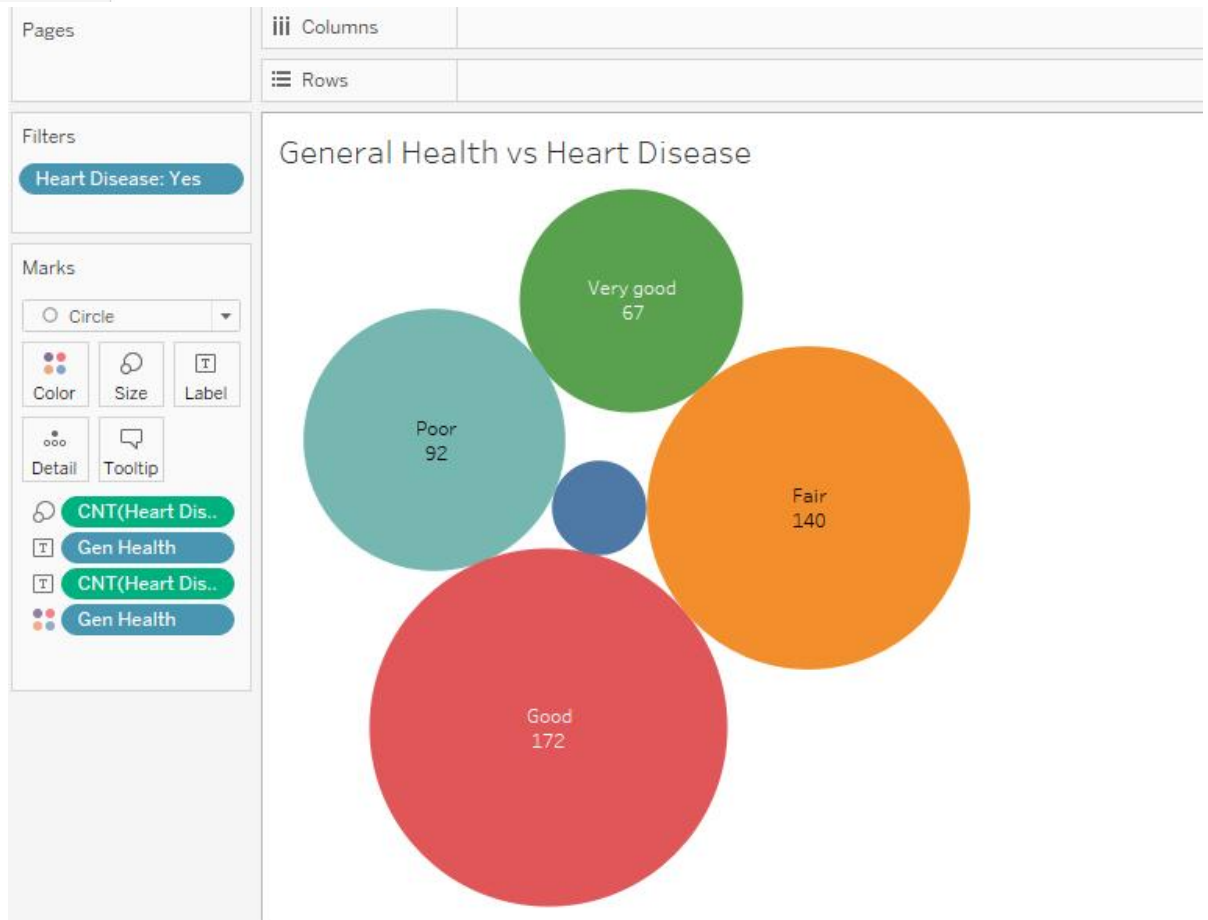 Pages
Columns
Rows
Filters
Heart Disease: Yes
Marks
Circle
Color
Size
Label
Detail
Tooltip
CNT(Heart Dis..
Gen Health
CNT(Heart Dis..
Gen Health
General Health vs Heart Disease
Very good
67
Poor
92
Fair
140
Good
172